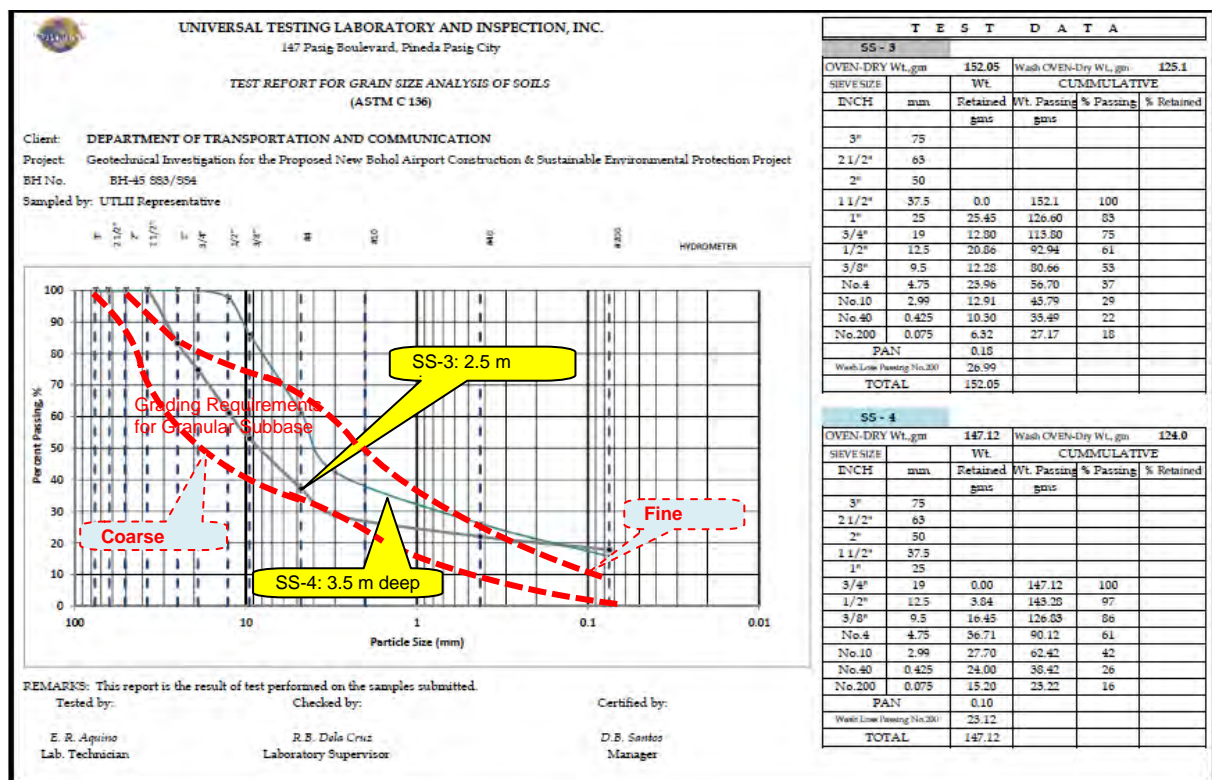 UNIVERSAL TESTING LABORATORY AND INSPECTION, INC.
147 Pasig Boulevard, Pineda Pasig City
TEST REPORT FOR GRAIN SIZE ANALYSIS OF SOILS
(ASTM C 136)
Client: DEPARTMENT OF TRANSPORTATION AND COMMUNICATION
Project: Geotechnical Investigation for the Proposed New Bohol Airport Construction & Sustainable Environmental Protection Project
BH No. BH-45 SS3/SS4
Sampled by: UTLII Representative
3" 2 1/2" 2" 1 1/2" 1" 3/4" 1/2" 3/8" #4 #10 #40 #200 HYDROMETER
100
90
80
70
60
50
40
30
20
10
0
Percent Passing, %
100 10 1 0.1 0.01
Particle Size (mm)
SS-3: 2.5 m
Grading Requirements
for Granular Subbase
Coarse
Fine
SS-4: 3.5 m deep
REMARKS: This report is the result of test performed on the samples submitted.
Tested by: Checked by: Certified by:
E. R. Aquino R.B. Dela Cruz D.B. Santos
Lab. Technician Laboratory Supervisor Manager
T E S T D A T A
SS - 3
OVEN-DRY Wt.,gm 152.05 Wash OVEN-Dry Wt., gm 125.1
SIEVE SIZE Wt. CUMMULATIVE
INCH mm Retained Wt. Passing % Passing % Retained
gms gms
3" 75
2 1/2" 63
2" 50
1 1/2" 37.5 0.0 152.1 100
1" 25 25.45 126.60 83
3/4" 19 12.80 113.80 75
1/2" 12.5 20.86 92.94 61
3/8" 9.5 12.28 80.66 53
No.4 4.75 23.96 56.70 37
No.10 2.99 12.91 43.79 29
No.40 0.425 10.30 33.49 22
No.200 0.075 6.32 27.17 18
PAN 0.18
Wash Loss Passing No.200 26.99
TOTAL 152.05
SS - 4
OVEN-DRY Wt.,gm 147.12 Wash OVEN-Dry Wt., gm 124.0
SIEVE SIZE Wt. CUMMULATIVE
INCH mm Retained Wt. Passing % Passing % Retained
gms gms
3" 75
2 1/2" 63
2" 50
1 1/2" 37.5
1" 25
3/4" 19 0.00 147.12 100
1/2" 12.5 3.84 143.28 97
3/8" 9.5 16.45 126.83 86
No.4 4.75 36.71 90.12 61
No.10 2.99 27.70 62.42 42
No.40 0.425 24.00 38.42 26
No.200 0.075 15.20 23.22 16
PAN 0.10
Wash Loss Passing No.200 23.12
TOTAL 147.12